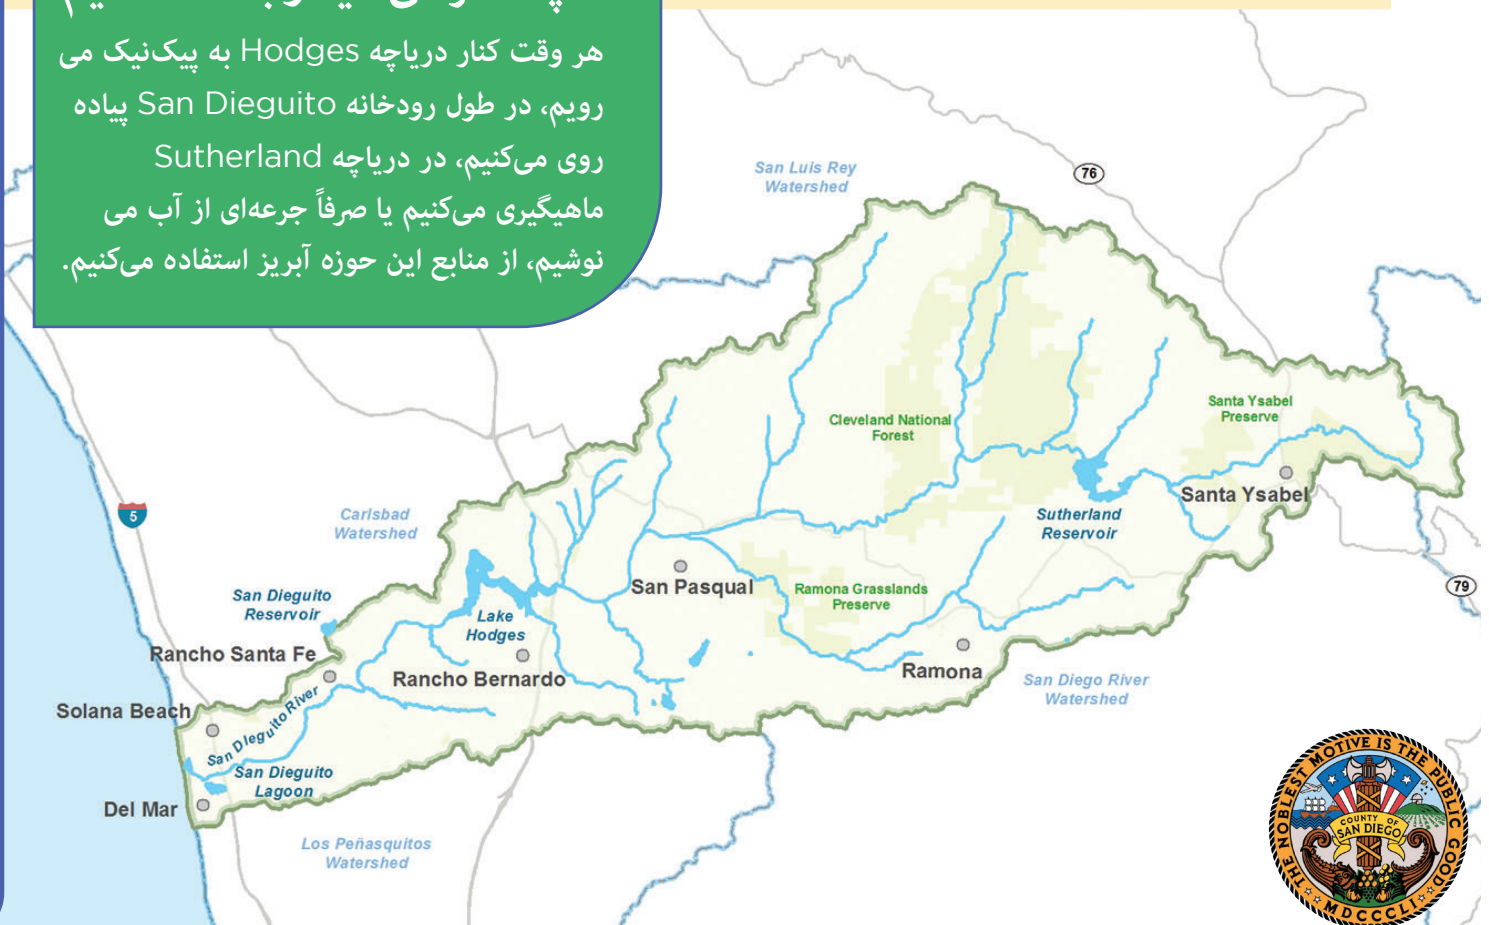 هر وقت کنار دریاچه Hodges به پیک‌نیک می
رویم، در طول رودخانه San Dieguito پیاده
روی می‌کنیم، در دریاچه Sutherland
ماهیگیری می‌کنیم یا صرفاً جرعه‌ای از آب می
نوشیم، از منابع این حوزه آبریز استفاده می‌کنیم.
San Luis Rey
Watershed
76
Cleveland National
Forest
Santa Ysabel
Preserve
Santa Ysabel
Sutherland
Reservoir
5
Carlsbad
Watershed
San Pasqual
Ramona Grasslands
Preserve
79
San Dieguito
Reservoir
Lake
Hodges
Rancho Santa Fe
Rancho Bernardo
Ramona
San Diego River
Watershed
Solana Beach
San Dieguito River
San Dieguito
Lagoon
Del Mar
Los Peñasquitos
Watershed
THE NOBLEST MOTIVE IS THE PUBLIC GOOD
COUNTY OF
SAN DIEGO
MDCCCLI